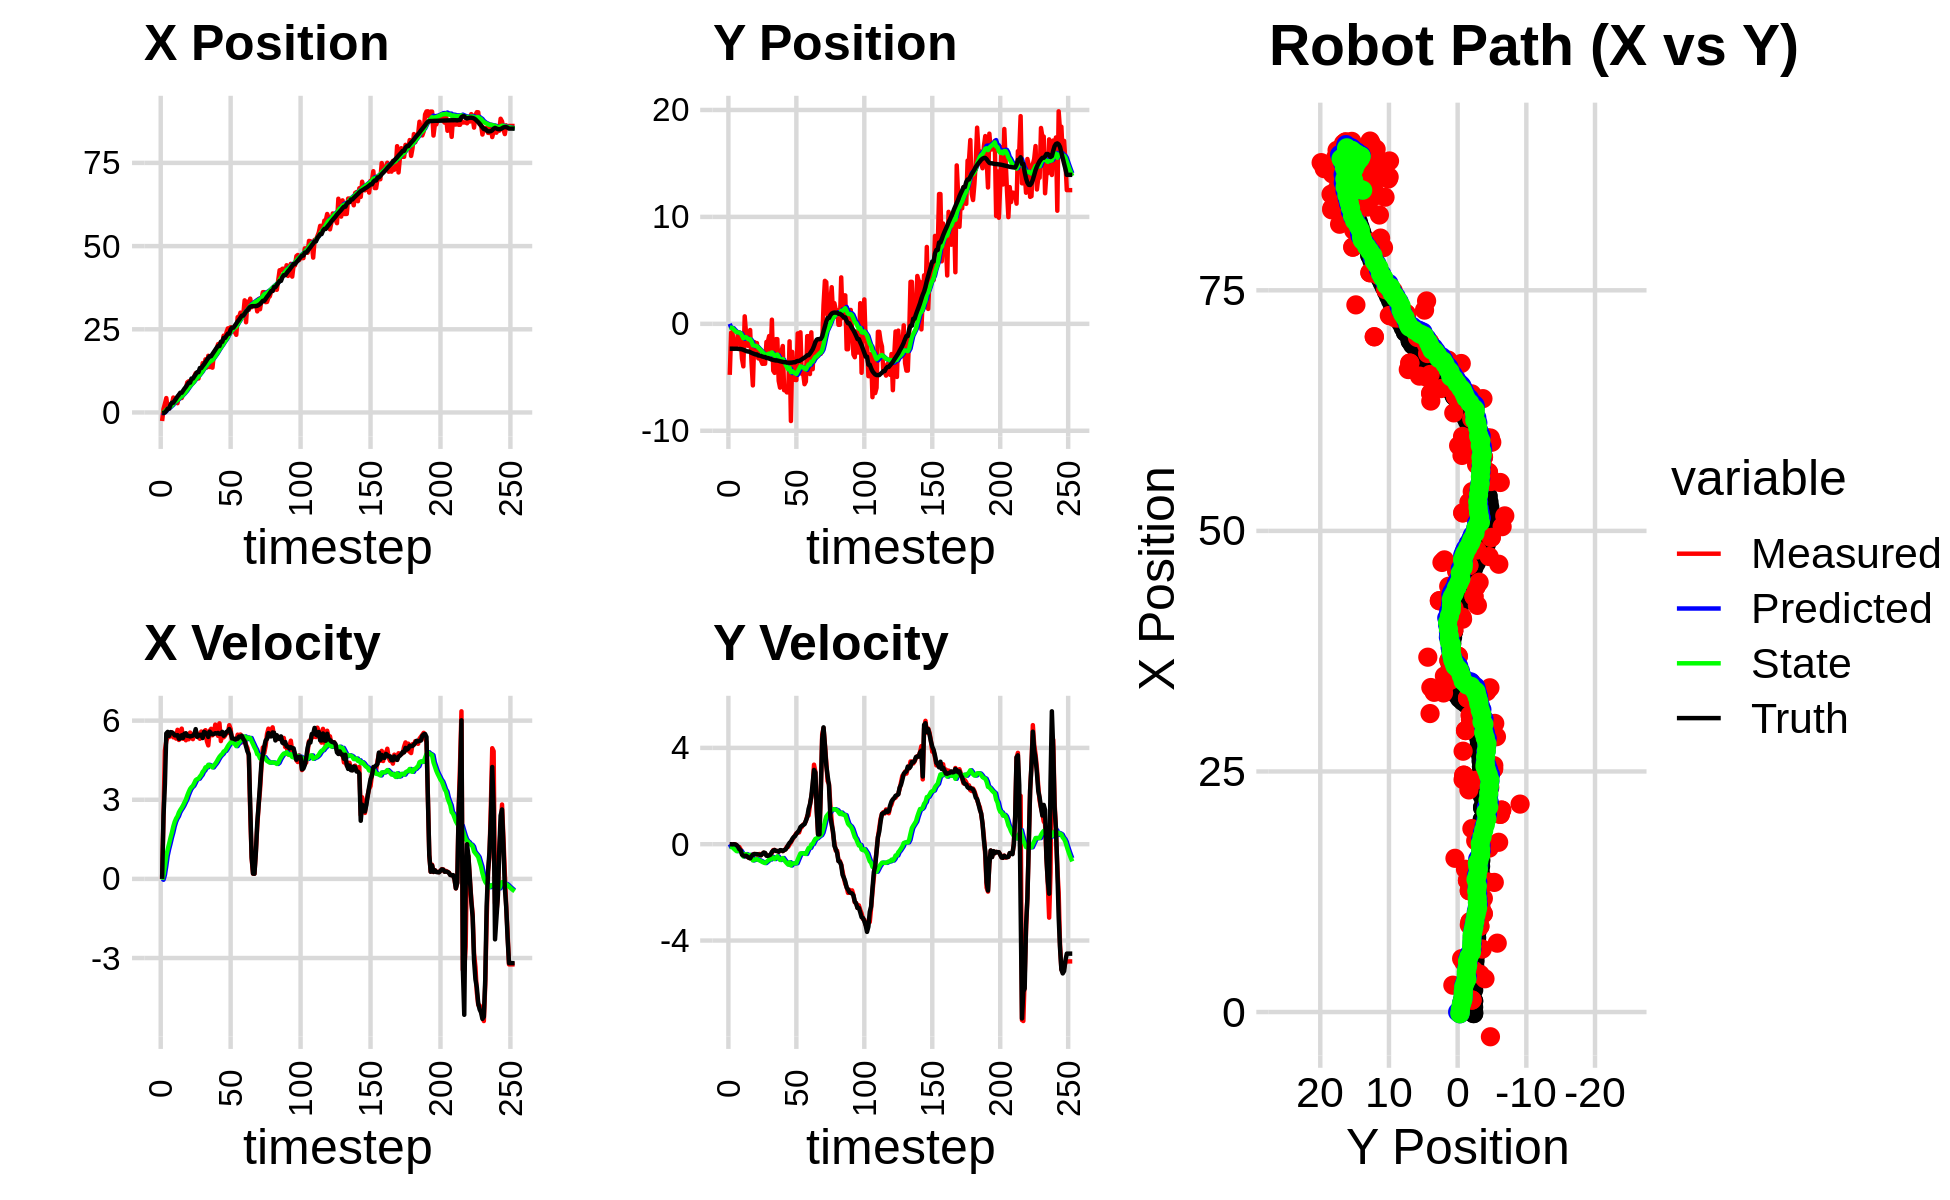 X Position
75
50
25
0
0 50 100 150 200 250
timestep
Y Position
20
10
0
-10
0 50 100 150 200 250
timestep
X Velocity
6
3
0
-3
0 50 100 150 200 250
timestep
Y Velocity
4
0
-4
0 50 100 150 200 250
timestep
Robot Path (X vs Y)
X Position
75
50
25
0
20 10 0 -10 -20
Y Position
variable
Measured
Predicted
State
Truth